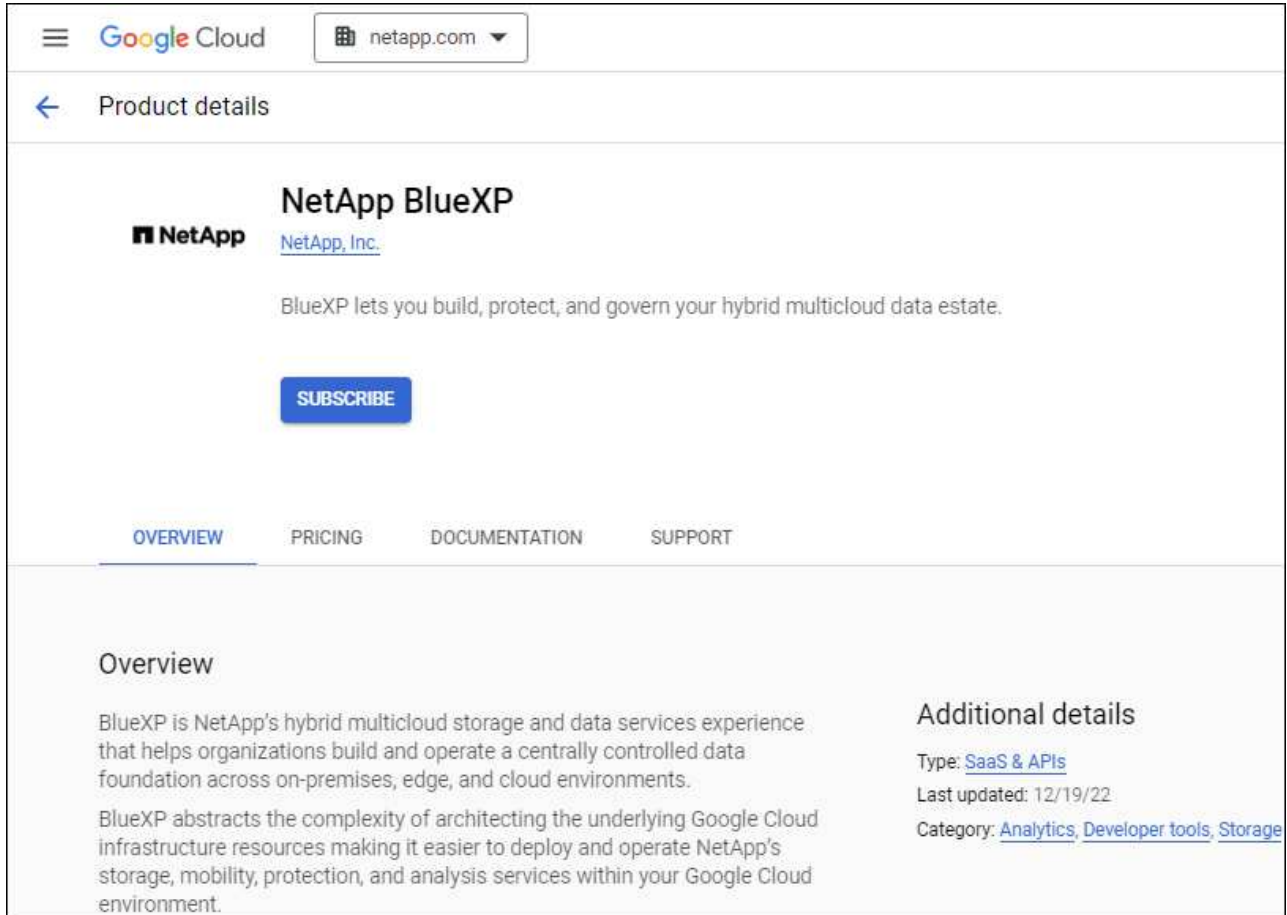 Google Cloud
netapp.com
Product details
NetApp
NetApp BlueXP
NetApp, Inc.
BlueXP lets you build, protect, and govern your hybrid multicloud data estate.
SUBSCRIBE
OVERVIEW PRICING DOCUMENTATION SUPPORT
Overview
BlueXP is NetApp's hybrid multicloud storage and data services experience
that helps organizations build and operate a centrally controlled data
foundation across on-premises, edge, and cloud environments.
BlueXP abstracts the complexity of architecting the underlying Google Cloud
infrastructure resources making it easier to deploy and operate NetApp's
storage, mobility, protection, and analysis services within your Google Cloud
environment.
Additional details
Type: SaaS & APIs
Last updated: 12/19/22
Category: Analytics, Developer tools, Storage